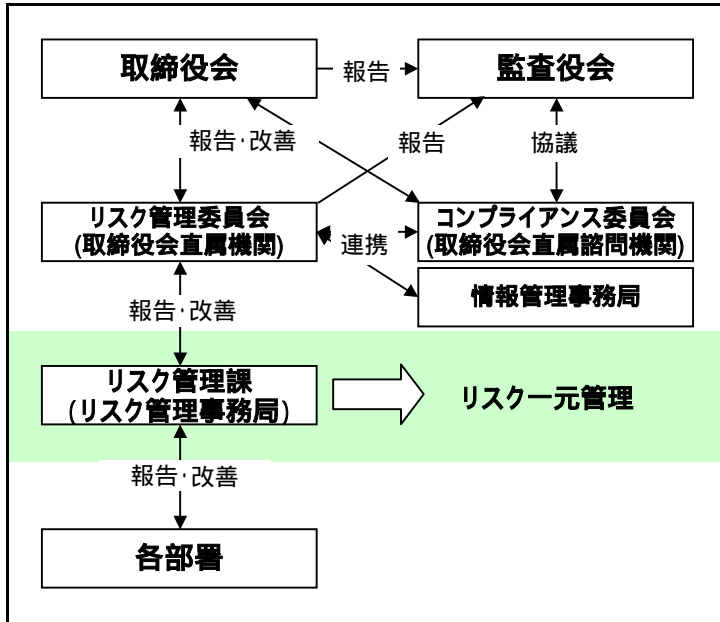 取締役会
報告
監査役会
報告・改善
報告
協議
リスク管理委員会
(取締役会直属機関)
連携
コンプライアンス委員会
(取締役会直属諮問機関)
情報管理事務局
報告・改善
リスク管理課
(リスク管理事務局)
リスク一元管理
報告・改善
各部署